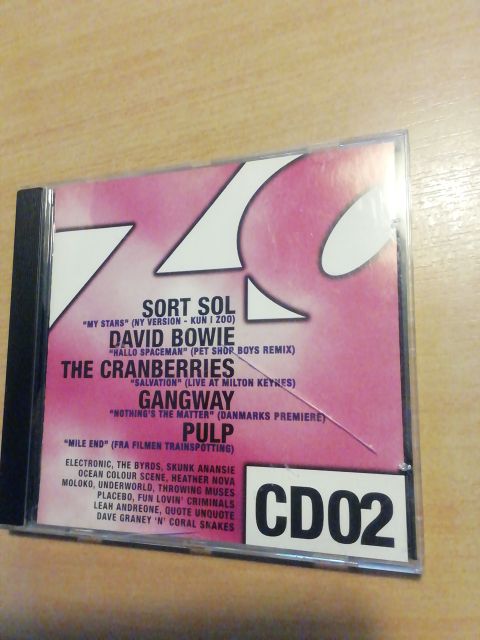 ZO
SORT SOL
"MY STARS" (NY VERSION - KUN I ZOO)
DAVID BOWIE
"HALLO SPACEMAN" (PET SHOP BOYS REMIX)
THE CRANBERRIES
"SALVATION" (LIVE AT MILTON KEYNES)
GANGWAY
"NOTHING'S THE MATTER" (DANMARKS PREMIERE)
PULP
"MILE END" (FRA FILMEN TRAINSPOTTING)
ELECTRONIC, THE BYRDS, SKUNK ANANSIE
OCEAN COLOUR SCENE, HEATHER NOVA
MOLOKO, UNDERWORLD, THROWING MUSES
PLACEBO, FUN LOVIN' CRIMINALS
LEAH ANDREONE, QUOTE UNQUOTE
DAVE GRANEY 'N' CORAL SNAKES
CD02